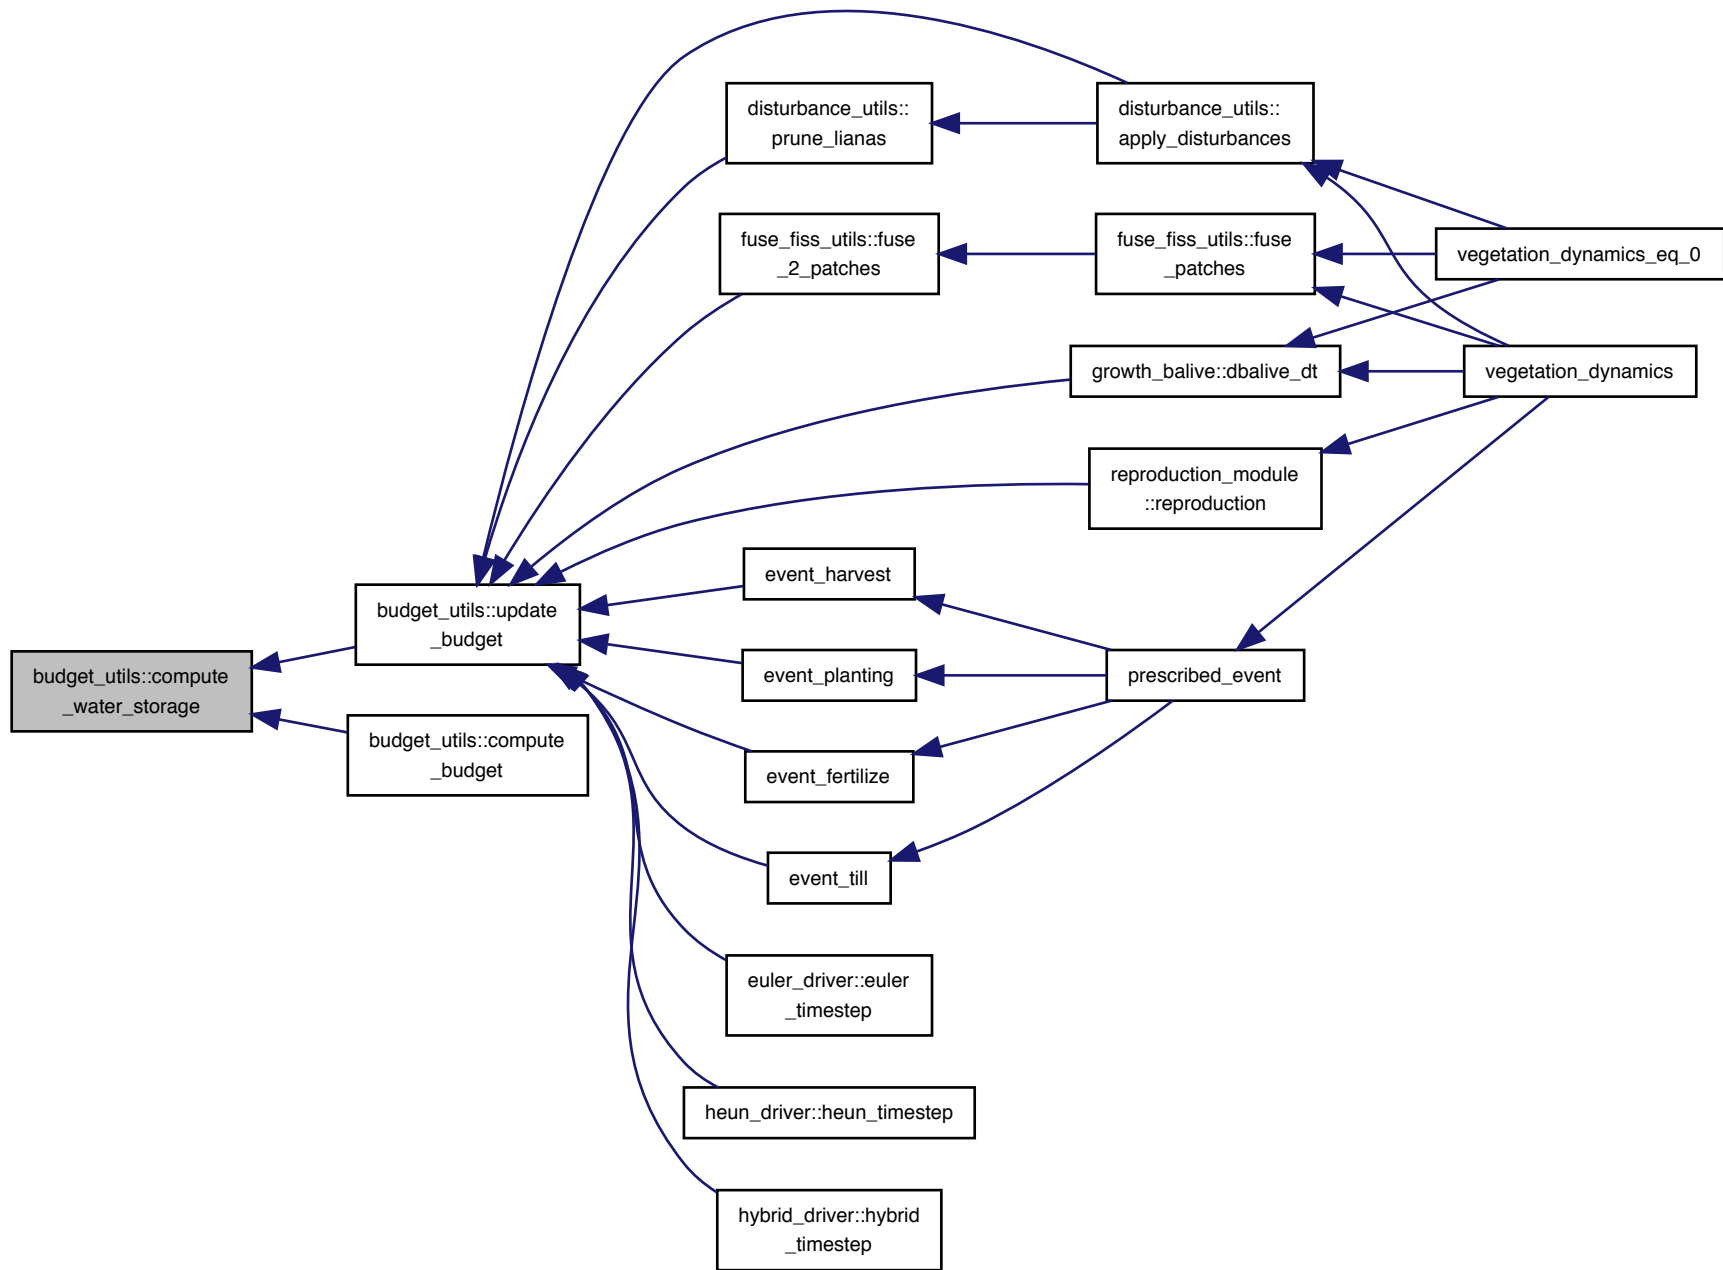 disturbance_utils::
prune_lianas
disturbance_utils::
apply_disturbances
fuse_fiss_utils::fuse
_2_patches
fuse_fiss_utils::fuse
_patches
vegetation_dynamics_eq_0
growth_balive::dbalive_dt
vegetation_dynamics
reproduction_module
::reproduction
event_harvest
budget_utils::update
_budget
budget_utils::compute
_water_storage
event_planting
prescribed_event
budget_utils::compute
_budget
event_fertilize
event_till
euler_driver::euler
_timestep
heun_driver::heun_timestep
hybrid_driver::hybrid
_timestep